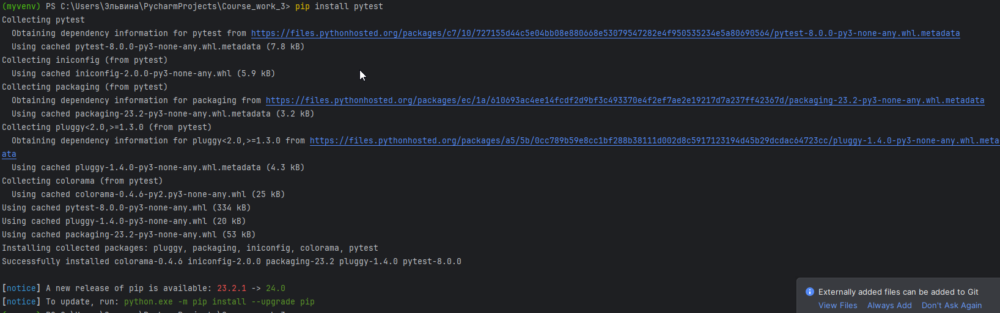 (myvenv) PS C:\Users\Эльвина\PycharmProjects\Course_work_3> pip install pytest
Collecting pytest
  Obtaining dependency information for pytest from https://files.pythonhosted.org/packages/c7/10/727155d44c5e04bb08e880668e53079547282e4f950535234e5a80690564/pytest-8.0.0-py3-none-any.whl.metadata
  Using cached pytest-8.0.0-py3-none-any.whl.metadata (7.8 kB)
Collecting iniconfig (from pytest)
  Using cached iniconfig-2.0.0-py3-none-any.whl (5.9 kB)
Collecting packaging (from pytest)
  Obtaining dependency information for packaging from https://files.pythonhosted.org/packages/ec/1a/610693ac4ee14fcdf2d9bf3c493370e4f2ef7ae2e19217d7a237ff42367d/packaging-23.2-py3-none-any.whl.metadata
  Using cached packaging-23.2-py3-none-any.whl.metadata (3.2 kB)
Collecting pluggy<2.0,>=1.3.0 (from pytest)
  Obtaining dependency information for pluggy<2.0,>=1.3.0 from https://files.pythonhosted.org/packages/a5/5b/0cc789b59e8cc1bf288b38111d002d8c5917123194d45b29dcdac64723cc/pluggy-1.4.0-py3-none-any.whl.meta
ata
  Using cached pluggy-1.4.0-py3-none-any.whl.metadata (4.3 kB)
Collecting colorama (from pytest)
  Using cached colorama-0.4.6-py2.py3-none-any.whl (25 kB)
Using cached pytest-8.0.0-py3-none-any.whl (334 kB)
Using cached pluggy-1.4.0-py3-none-any.whl (20 kB)
Using cached packaging-23.2-py3-none-any.whl (53 kB)
Installing collected packages: pluggy, packaging, iniconfig, colorama, pytest
Successfully installed colorama-0.4.6 iniconfig-2.0.0 packaging-23.2 pluggy-1.4.0 pytest-8.0.0
[notice] A new release of pip is available: 23.2.1 -> 24.0
[notice] To update, run: python.exe -m pip install --upgrade pip
Externally added files can be added to Git
View Files Always Add Don't Ask Again